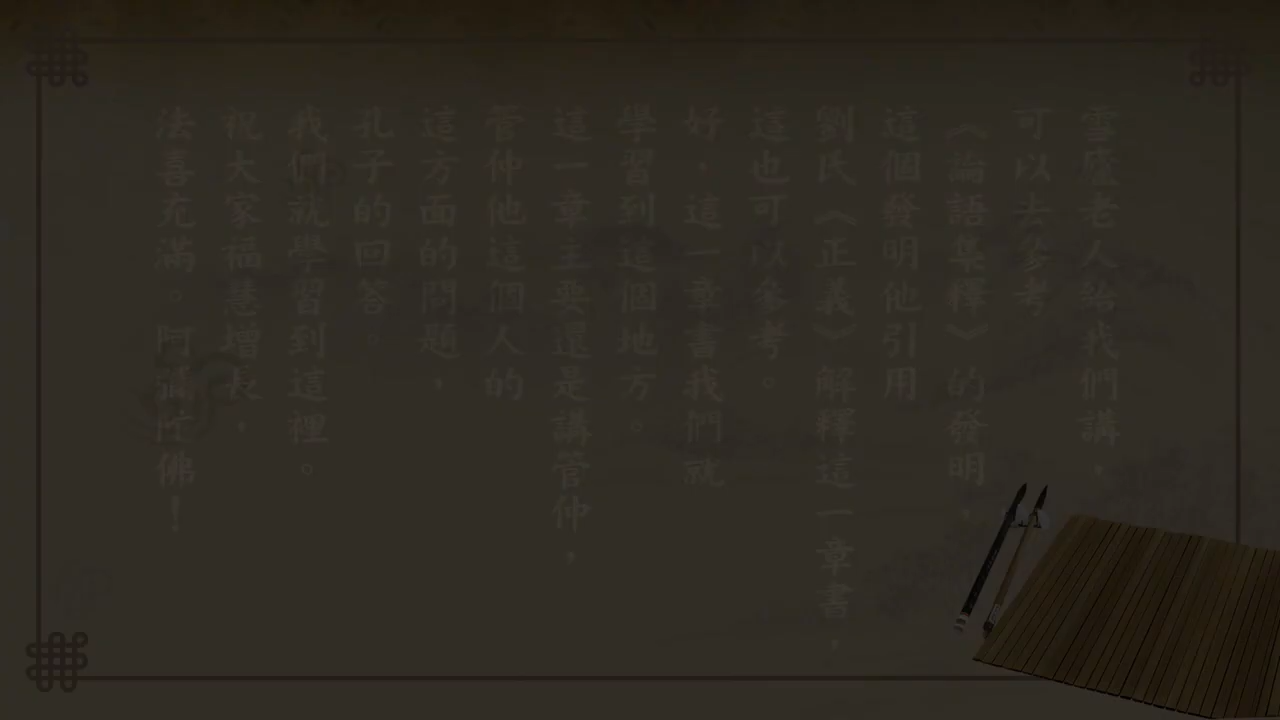 雪廬老人給我們講，
可以去參考
《論語集釋》的發明，
這個發明他引用
劉氏《正義》解釋這一章書，
這也可以參考。
好，這一章書我們就
學習到這個地方。
這一章主要還是講管仲，
管仲他這個人的
這方面的問題，
孔子的回答。
我們就學習到這裡。
祝大家福慧增長，
法喜充滿。阿彌陀佛！